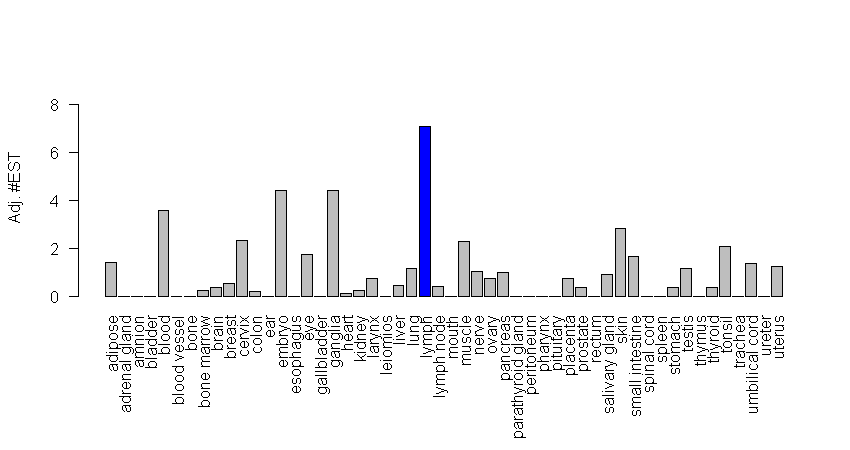 Adj. #EST
8
6
4
2
0
adipose
adrenal gland
amnion
bladder
blood
blood vessel
bone
bone marrow
brain
breast
cervix
colon
ear
embryo
esophagus
eye
gallbladder
ganglia
heart
kidney
larynx
leiomios
liver
lung
lymph
lymph node
mouth
muscle
nerve
ovary
pancreas
parathyroid gland
peritoneum
pharynx
pituitary
placenta
prostate
rectum
salivary gland
skin
small intestine
spinal cord
spleen
stomach
testis
thymus
thyroid
tonsil
trachea
umbilical cord
ureter
uterus